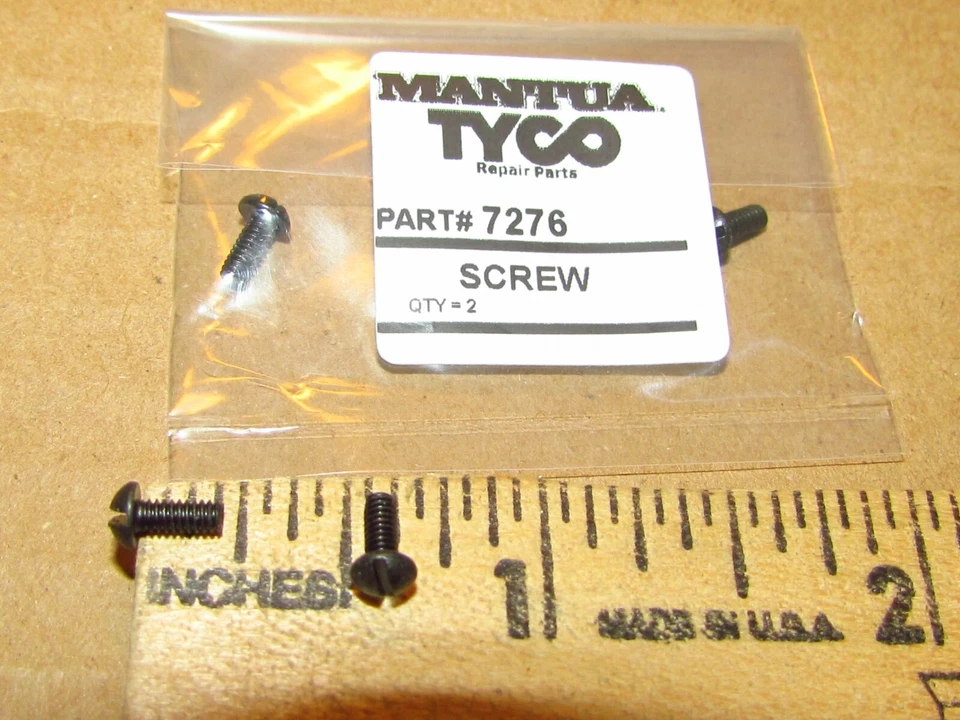 MANTUA
TYCO
Repair Parts
PART# 7276
SCREW
QTY = 2
1
2
INCHES
MADE IN U.S.A.